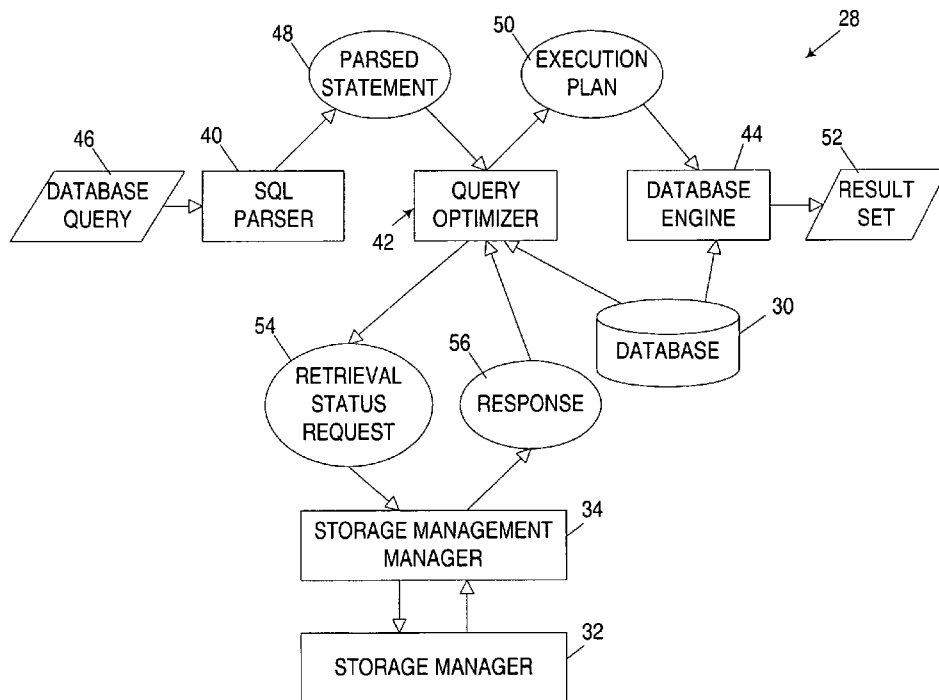 48
PARSED
STATEMENT
50
EXECUTION
PLAN
28
46
DATABASE
QUERY
40
SQL
PARSER
QUERY
OPTIMIZER
42
44
DATABASE
ENGINE
52
RESULT
SET
54
RETRIEVAL
STATUS
REQUEST
56
RESPONSE
30
DATABASE
34
STORAGE MANAGEMENT
MANAGER
32
STORAGE MANAGER